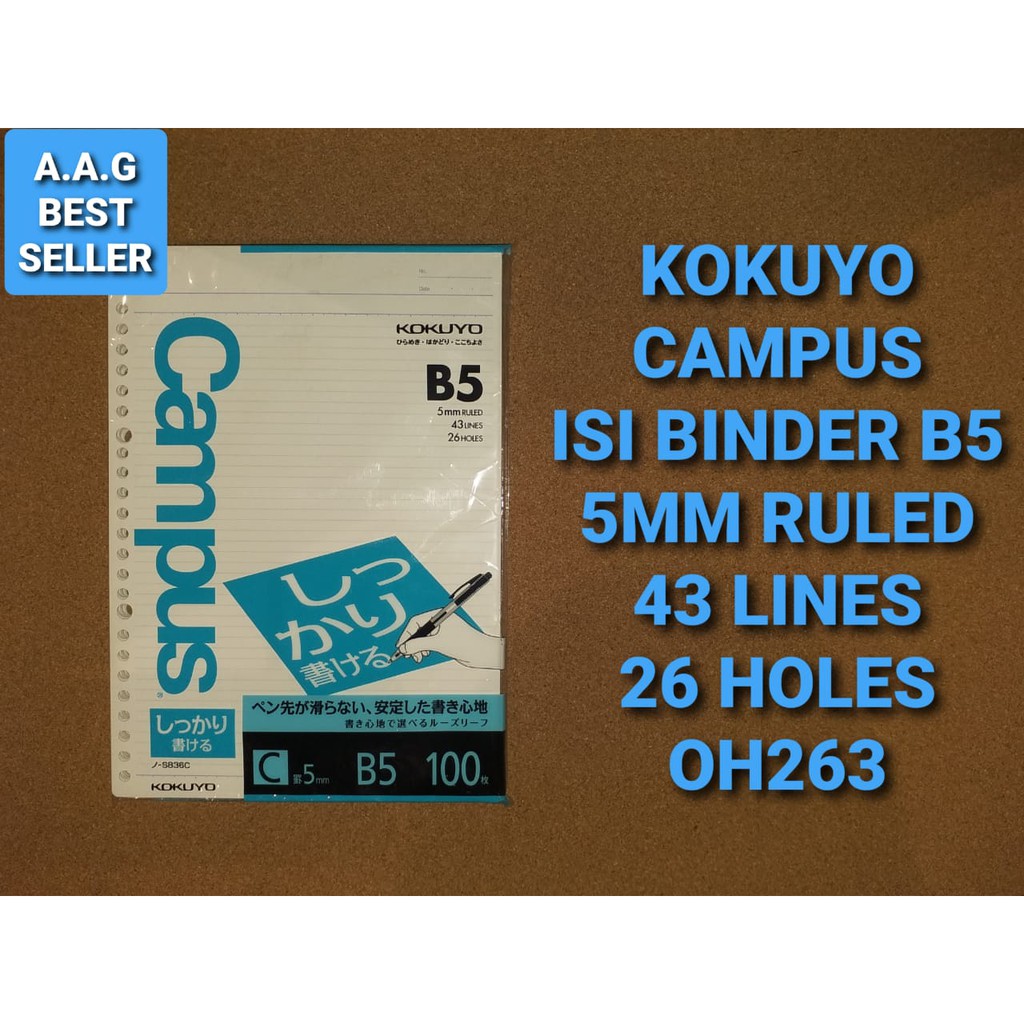 A.A.G
BEST
SELLER
KOKUYO
CAMPUS
ISI BINDER B5
5MM RULED
43 LINES
26 HOLES
OH263
No.
Date
Campus
KOKUYO
ひらめき・はかどり・ここちよさ
B5
5mm RULED
43 LINES
26 HOLES
しっ
かり
書ける
ペン先が滑らない、安定した書き心地
書き心地で選べるルーズリーフ
しっかり
書ける
ノ-S836C
KOKUYO
C 罫5mm B5 100枚